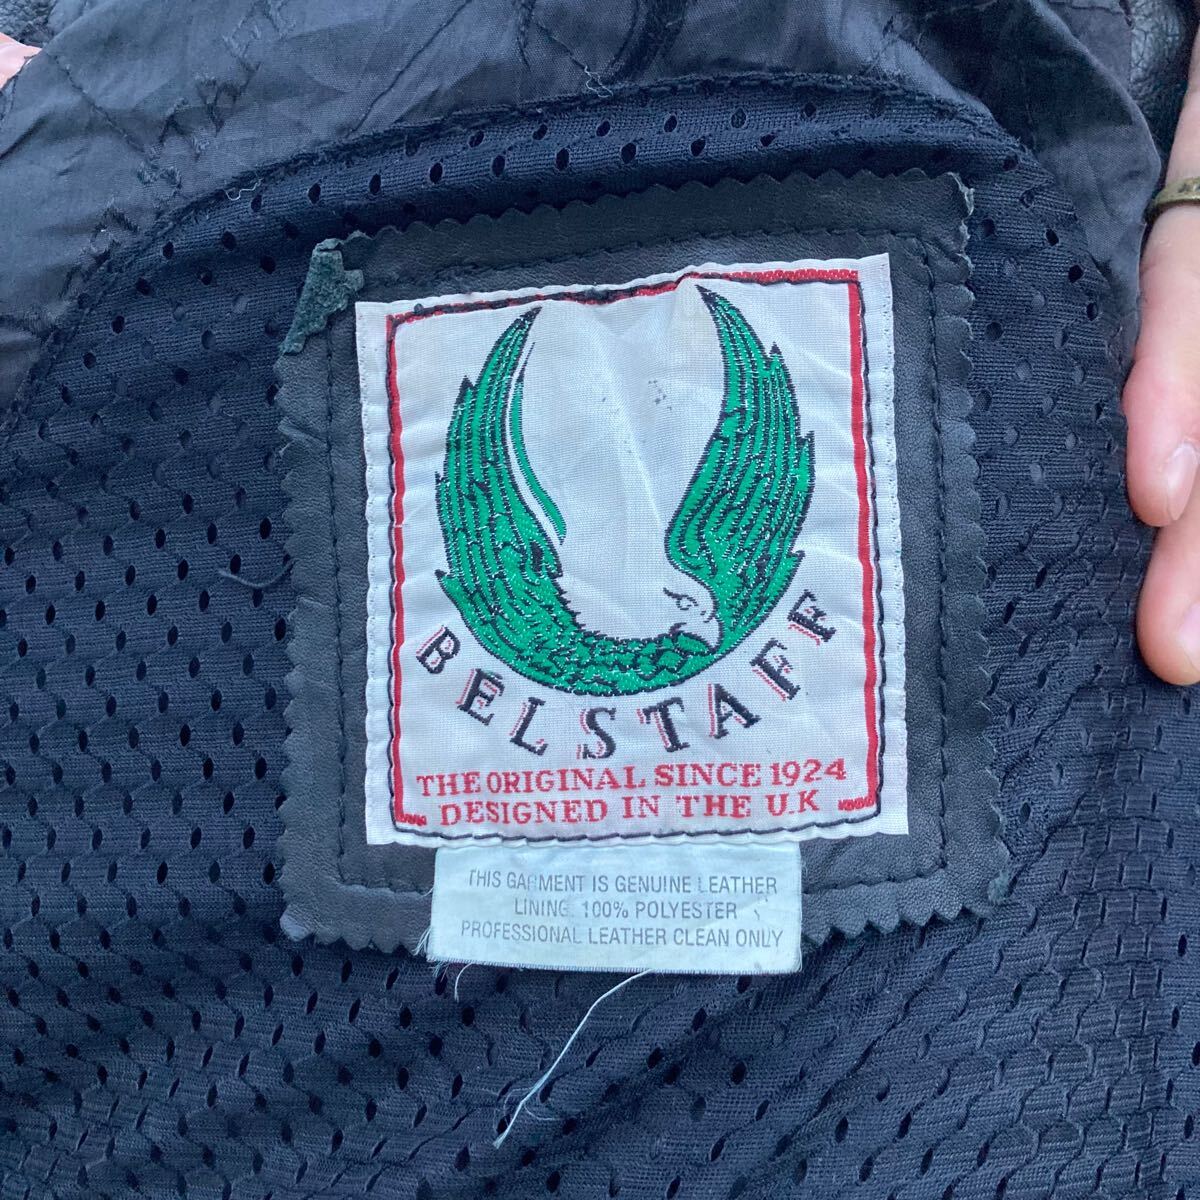 BELSTAFF
THE ORIGINAL SINCE 1924
DESIGNED IN THE U.K
THIS GARMENT IS GENUINE LEATHER
LINING: 100% POLYESTER
PROFESSIONAL LEATHER CLEAN ONLY